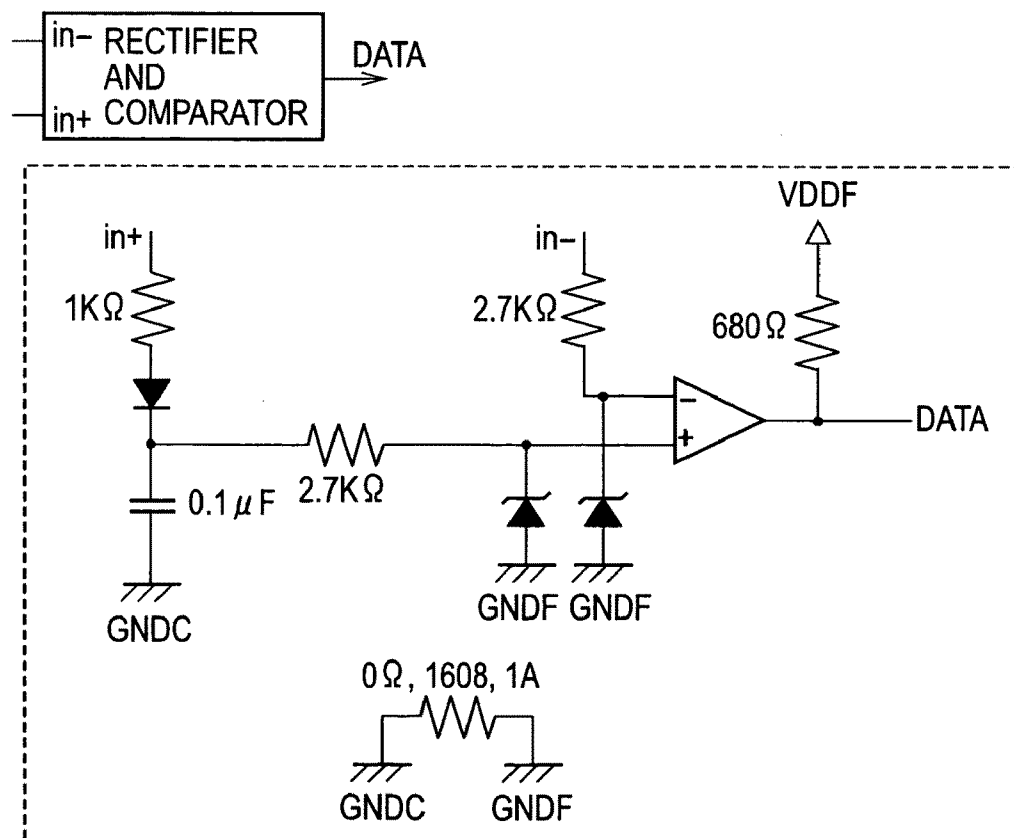 in- RECTIFIER
AND
in+ COMPARATOR
DATA
VDDF
in+
in-
1KΩ
2.7KΩ
680Ω
-
+
DATA
2.7KΩ
0.1μF
GNDC
GNDF GNDF
0Ω, 1608, 1A
GNDC GNDF